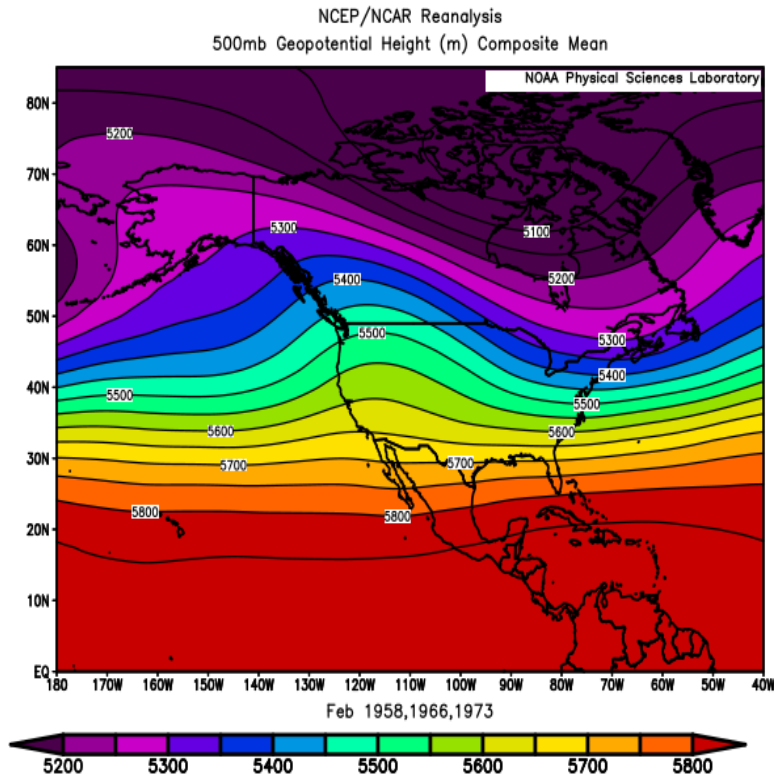 NCEP/NCAR Reanalysis
500mb Geopotential Height (m) Composite Mean
NOAA Physical Sciences Laboratory
80N
5200
70N
5300
60N
5100
5400
5200
50N
5500
5300
5400
40N
5500
5500
5600
5600
30N
5700
5700
20N
5800
5800
10N
EQ
180 170W 160W 150W 140W 130W 120W 110W 100W 90W 80W 70W 60W 50W 40W
Feb 1958,1966,1973
5200 5300 5400 5500 5600 5700 5800